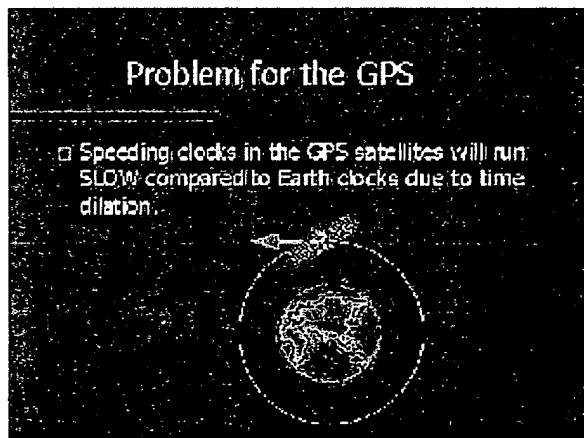 Problem for the GPS
Speeding clocks in the GPS satellites will run
SLOW compared to Earth clocks due to time
dilation.